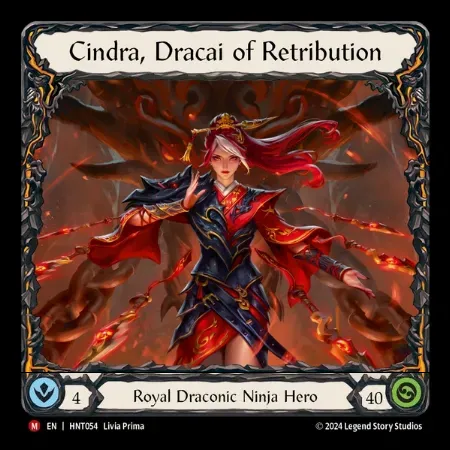 Cindra, Dracai of Retribution
4 Royal Draconic Ninja Hero 40
M EN | HNT054 Livia Prima © 2024 Legend Story Studios